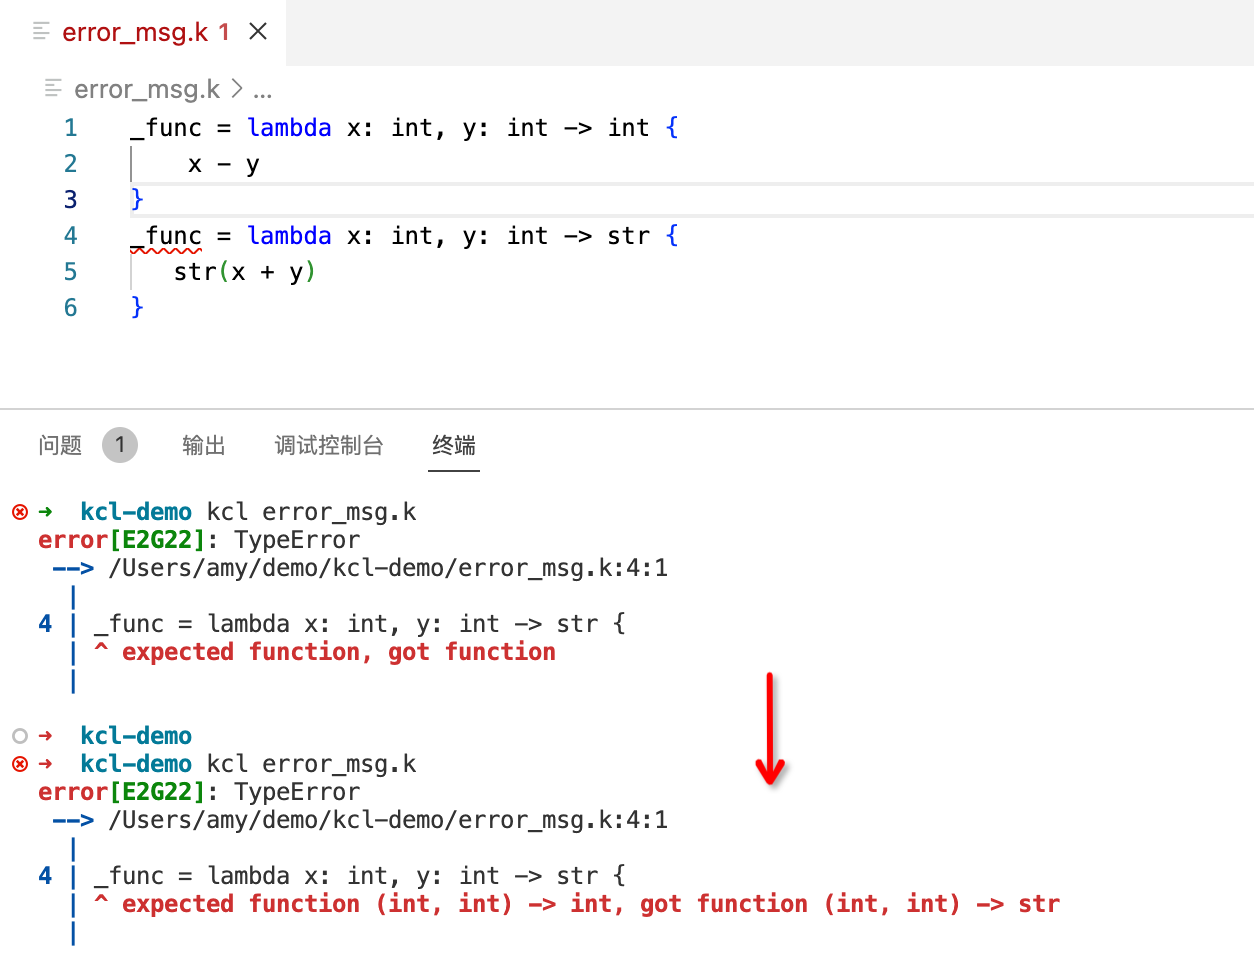 error_msg.k 1
error_msg.k > ...
1 _func = lambda x: int, y: int -> int {
2 x - y
3 }
4 _func = lambda x: int, y: int -> str {
5 str(x + y)
6 }
问题 1 输出 调试控制台 终端
→ kcl-demo kcl error_msg.k
error[E2G22]: TypeError
--> /Users/amy/demo/kcl-demo/error_msg.k:4:1
|
4 | _func = lambda x: int, y: int -> str {
| ^ expected function, got function
|
→ kcl-demo
→ kcl-demo kcl error_msg.k
error[E2G22]: TypeError
--> /Users/amy/demo/kcl-demo/error_msg.k:4:1
|
4 | _func = lambda x: int, y: int -> str {
| ^ expected function (int, int) -> int, got function (int, int) -> str
|